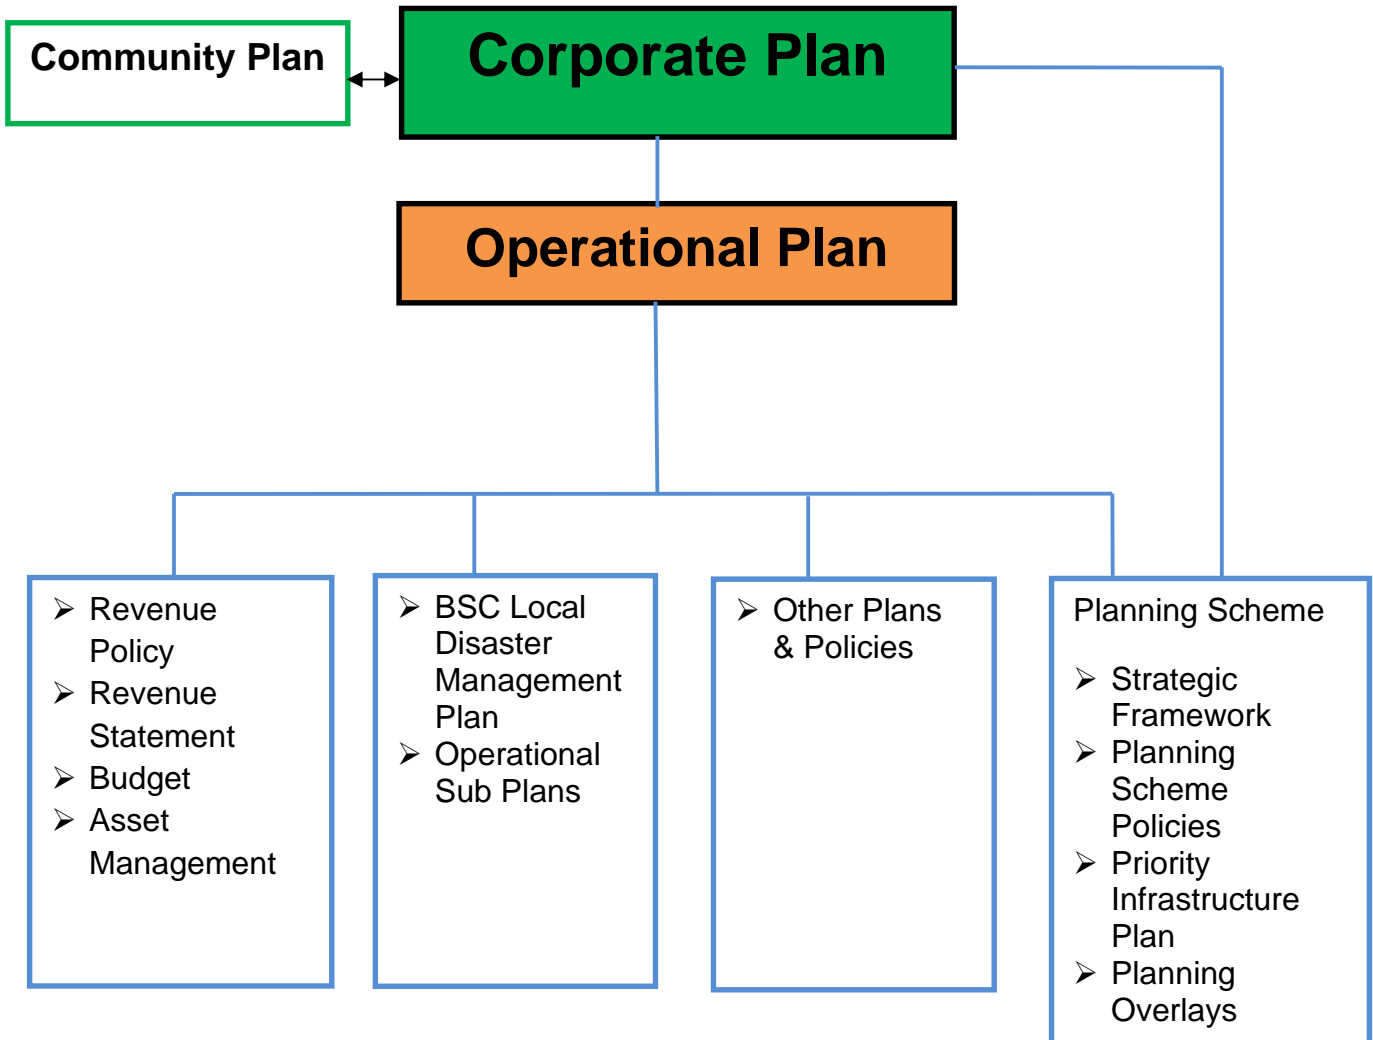 Community Plan
Corporate Plan
Operational Plan
➢ Revenue
Policy
➢ Revenue
Statement
➢ Budget
➢ Asset
Management
➢ BSC Local
Disaster
Management
Plan
➢ Operational
Sub Plans
➢ Other Plans
& Policies
Planning Scheme
➢ Strategic
Framework
➢ Planning
Scheme
Policies
➢ Priority
Infrastructure
Plan
➢ Planning
Overlays